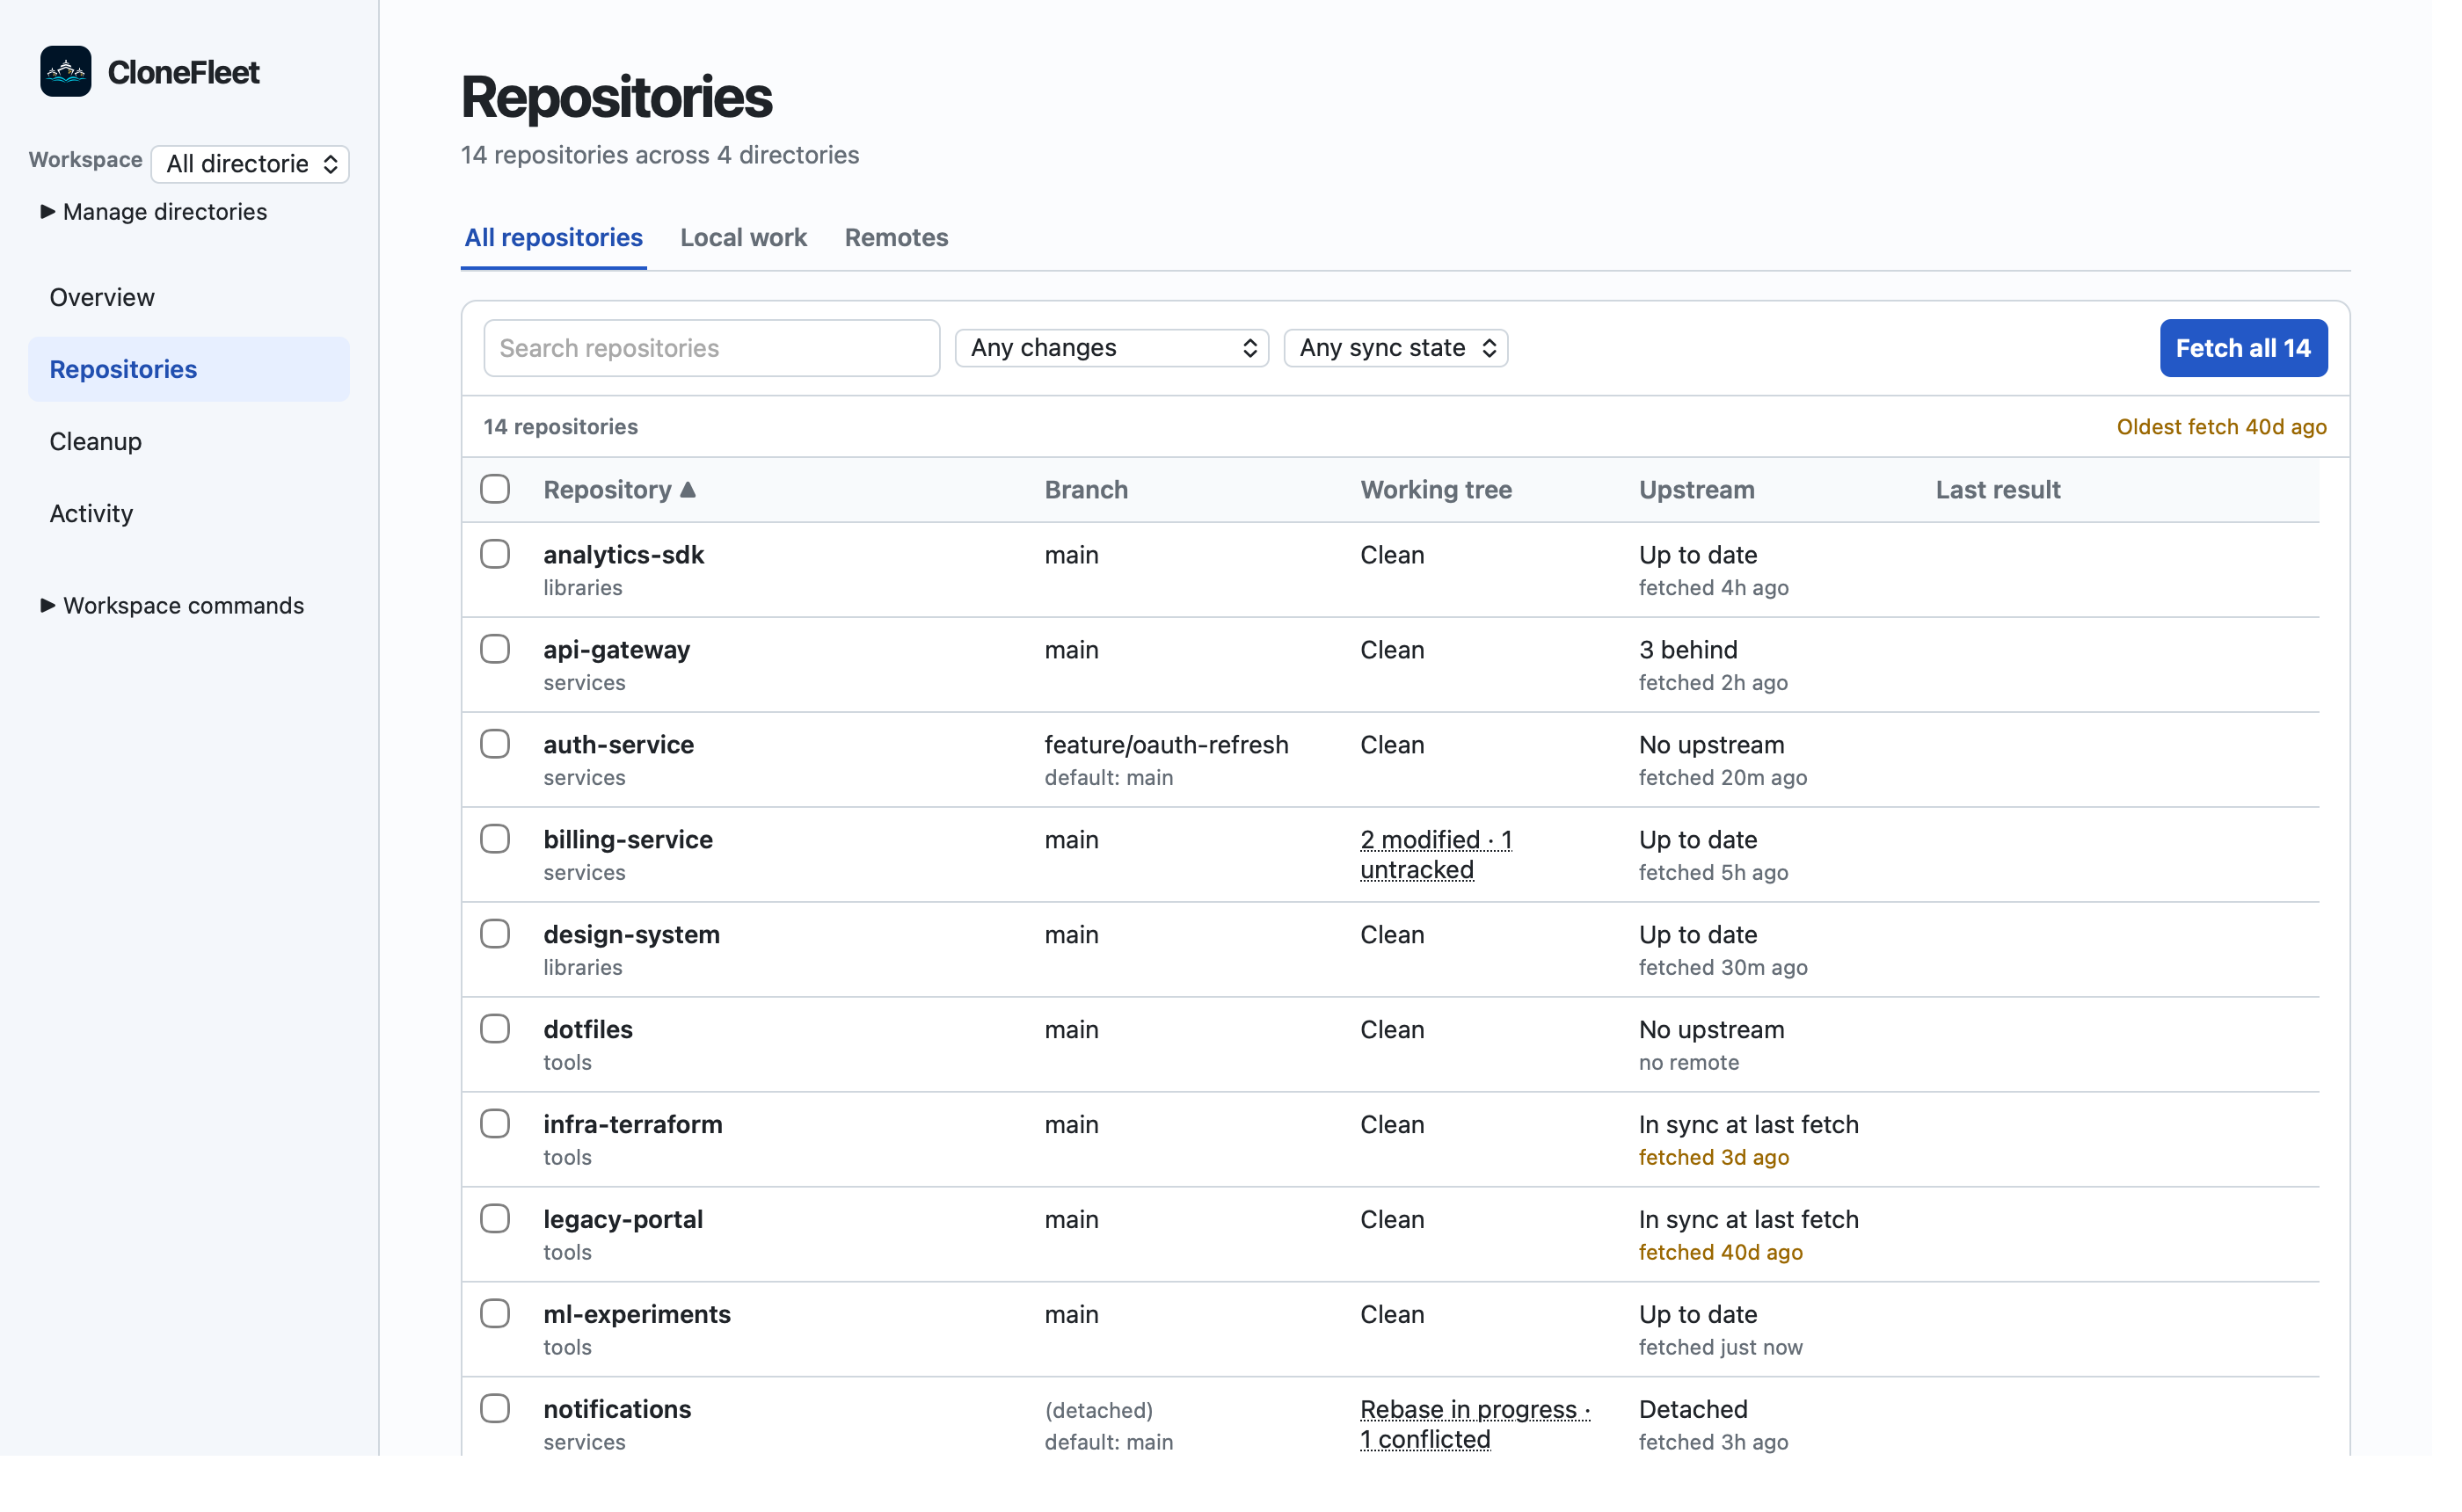 CloneFleet
Workspace
All directorie
Manage directories
Overview
Repositories
Cleanup
Activity
Workspace commands
Repositories
14 repositories across 4 directories
All repositories Local work Remotes
Search repositories
Any changes
Any sync state
Fetch all 14
14 repositories
Oldest fetch 40d ago
Repository ▲ Branch Working tree Upstream Last result
analytics-sdk main Clean Up to date
libraries fetched 4h ago
api-gateway main Clean 3 behind
services fetched 2h ago
auth-service feature/oauth-refresh Clean No upstream
services default: main fetched 20m ago
billing-service main 2 modified · 1 Up to date
services untracked fetched 5h ago
design-system main Clean Up to date
libraries fetched 30m ago
dotfiles main Clean No upstream
tools no remote
infra-terraform main Clean In sync at last fetch
tools fetched 3d ago
legacy-portal main Clean In sync at last fetch
tools fetched 40d ago
ml-experiments main Clean Up to date
tools fetched just now
notifications (detached) Rebase in progress · Detached
services default: main 1 conflicted fetched 3h ago